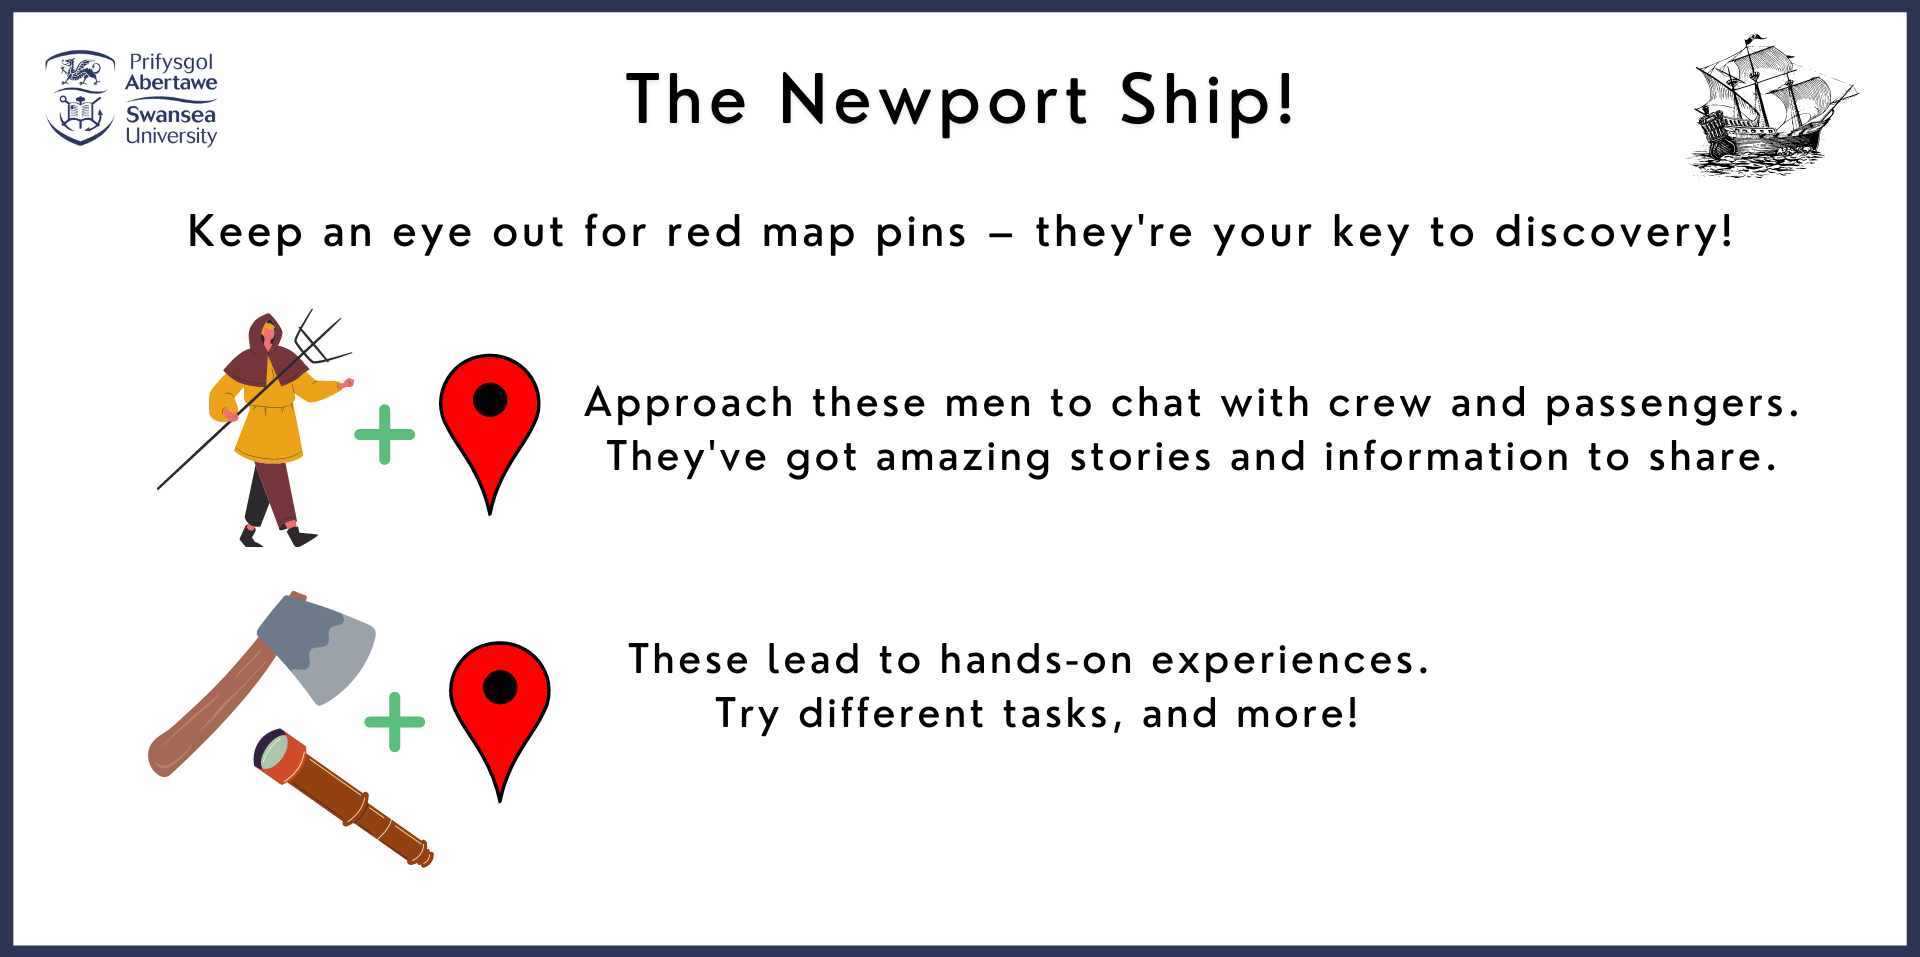 Prifysgol
Abertawe
Swansea
University
The Newport Ship!
Keep an eye out for red map pins – they're your key to discovery!
Approach these men to chat with crew and passengers.
They've got amazing stories and information to share.
These lead to hands-on experiences.
Try different tasks, and more!